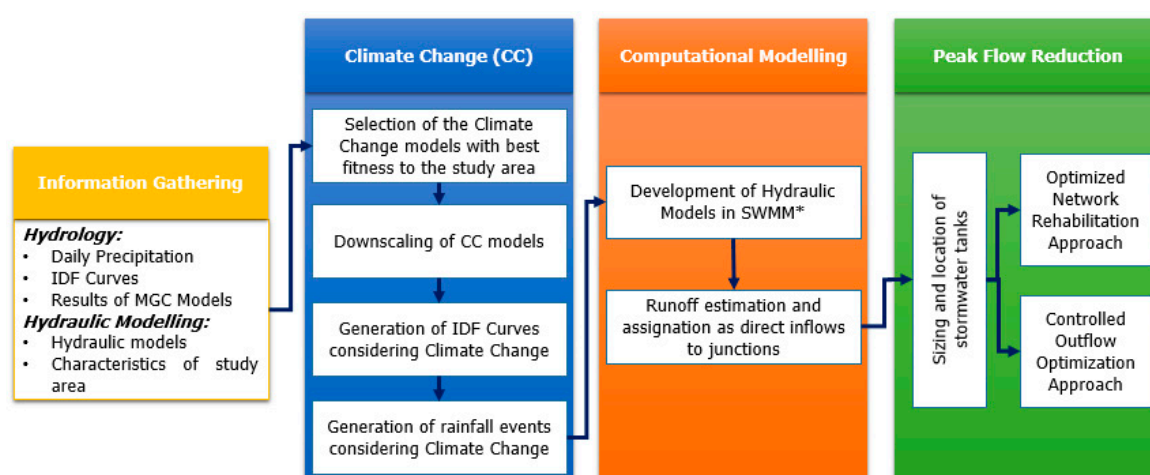 Information Gathering
Hydrology:
• Daily Precipitation
• IDF Curves
• Results of MGC Models
Hydraulic Modelling:
• Hydraulic models
• Characteristics of study
area
Climate Change (CC)
Selection of the Climate
Change models with best
fitness to the study area
Downscaling of CC models
Generation of IDF Curves
considering Climate Change
Generation of rainfall events
considering Climate Change
Computational Modelling
Development of Hydraulic
Models in SWMM*
Runoff estimation and
assignation as direct inflows
to junctions
Peak Flow Reduction
Sizing and location of
stormwater tanks
Optimized
Network
Rehabilitation
Approach
Controlled
Outflow
Optimization
Approach